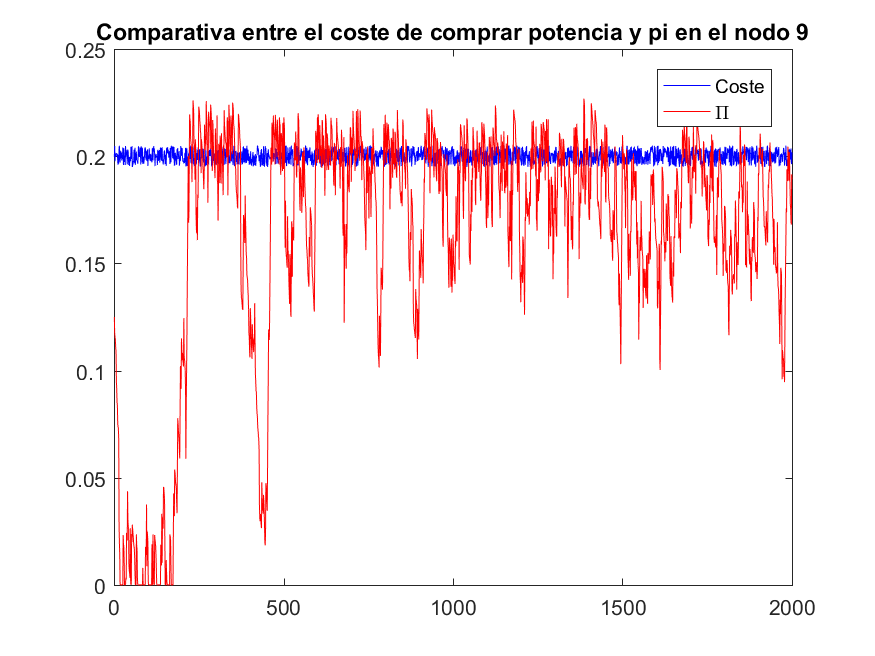 Comparativa entre el coste de comprar potencia y pi en el nodo 9
0.25
Coste
Π
0.2
0.15
0.1
0.05
0
0 500 1000 1500 2000